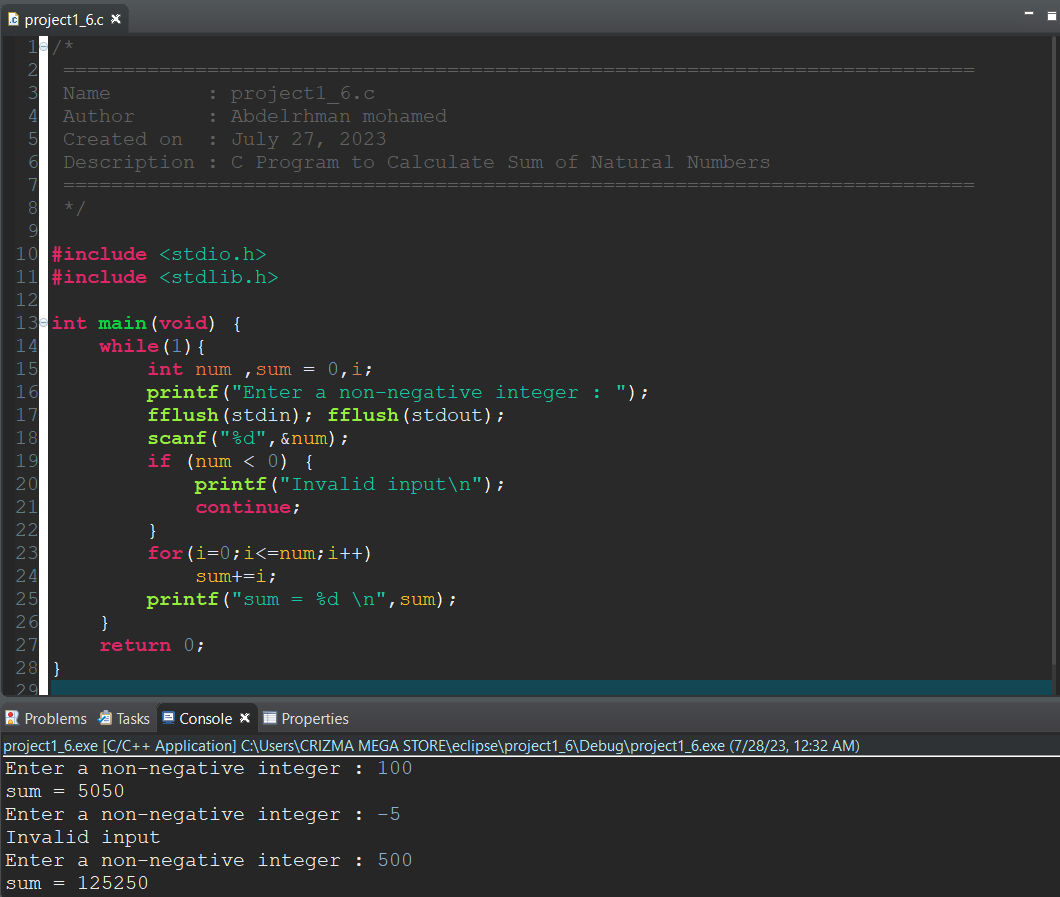 project1_6.c
1 /*
2 ============================================================================
3 Name        : project1_6.c
4 Author      : Abdelrhman mohamed
5 Created on  : July 27, 2023
6 Description : C Program to Calculate Sum of Natural Numbers
7 ============================================================================
8 */
9
10 #include <stdio.h>
11 #include <stdlib.h>
12
13 int main(void) {
14     while(1){
15         int num ,sum = 0,i;
16         printf("Enter a non-negative integer : ");
17         fflush(stdin); fflush(stdout);
18         scanf("%d",&num);
19         if (num < 0) {
20             printf("Invalid input\n");
21             continue;
22         }
23         for(i=0;i<=num;i++)
24             sum+=i;
25         printf("sum = %d \n",sum);
26     }
27     return 0;
28 }
29
Problems Tasks Console Properties
project1_6.exe [C/C++ Application] C:\Users\CRIZMA MEGA STORE\eclipse\project1_6\Debug\project1_6.exe (7/28/23, 12:32 AM)
Enter a non-negative integer : 100
sum = 5050
Enter a non-negative integer : -5
Invalid input
Enter a non-negative integer : 500
sum = 125250